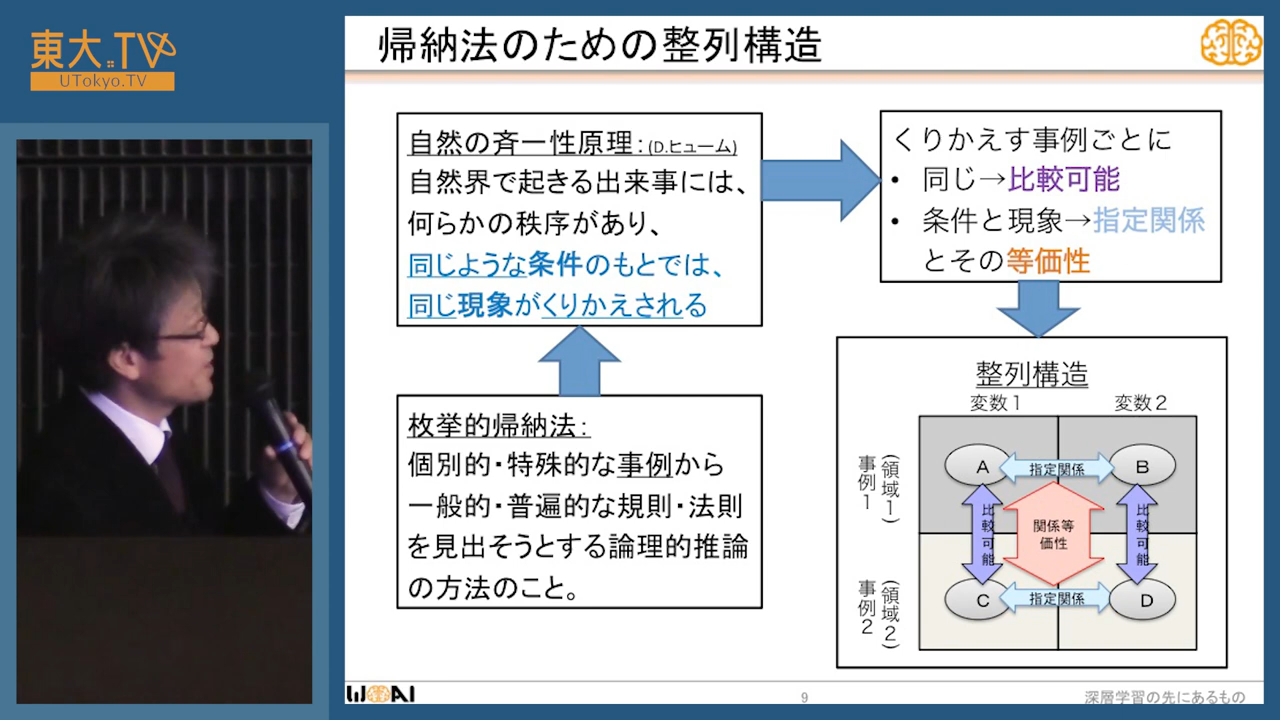 東大.TV
UTokyo.TV
帰納法のための整列構造
自然の斉一性原理:(D.ヒューム)
自然界で起きる出来事には、
何らかの秩序があり、
同じような条件のもとでは、
同じ現象がくりかえされる
くりかえす事例ごとに
• 同じ→比較可能
• 条件と現象→指定関係
とその等価性
枚挙的帰納法:
個別的・特殊的な事例から
一般的・普遍的な規則・法則
を見出そうとする論理的推論
の方法のこと。
整列構造
変数1 変数2
事例1
(領域1)
A 指定関係 B
比較可能
関係等
価性
比較可能
事例2
(領域2)
C 指定関係 D
WBAI
9
深層学習の先にあるもの